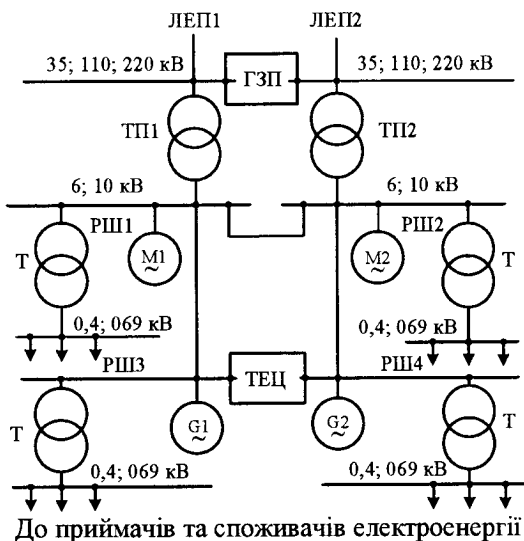 ЛЕП1 ЛЕП2
35; 110; 220 кВ ГЗП 35; 110; 220 кВ
ТП1 ТП2
6; 10 кВ 6; 10 кВ
РШ1 РШ2
Т М1 ~ М2 ~ Т
0,4; 069 кВ 0,4; 069 кВ
РШ3 ТЕЦ РШ4
Т G1 ~ G2 ~ Т
0,4; 069 кВ 0,4; 069 кВ
До приймачів та споживачів електроенергії